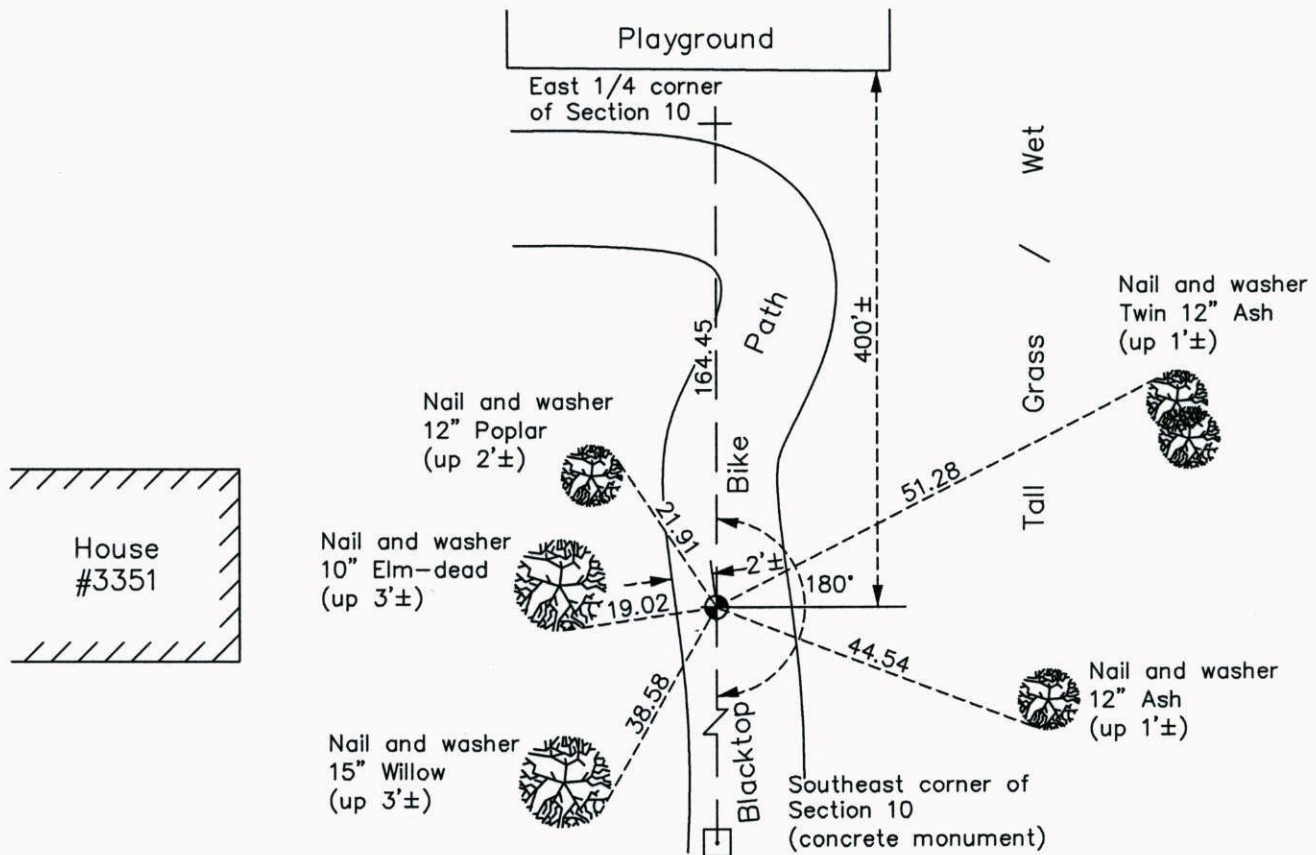 Playground
East 1/4 corner
of Section 10
Wet
/
Grass
Tall
400'±
Path
164.45
Bike
Nail and washer
Twin 12" Ash
(up 1'±)
Nail and washer
12" Poplar
(up 2'±)
21.91
51.28
House
#3351
Nail and washer
10" Elm-dead
(up 3'±)
19.02
2'±
180°
44.54
Nail and washer
12" Ash
(up 1'±)
38.58
Nail and washer
15" Willow
(up 3'±)
Blacktop
Southeast corner of
Section 10
(concrete monument)